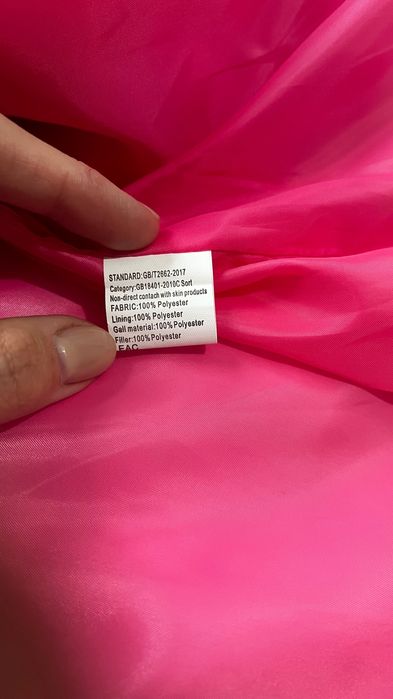 STANDARD:GB/T2662-2017
Category:GB18401-2010C Sort
Non-direct contach with skin products
FABRIC:100% Polyester
Lining:100% Polyester
Gall material:100%Polyester
Filler:100%Polyester
EAC